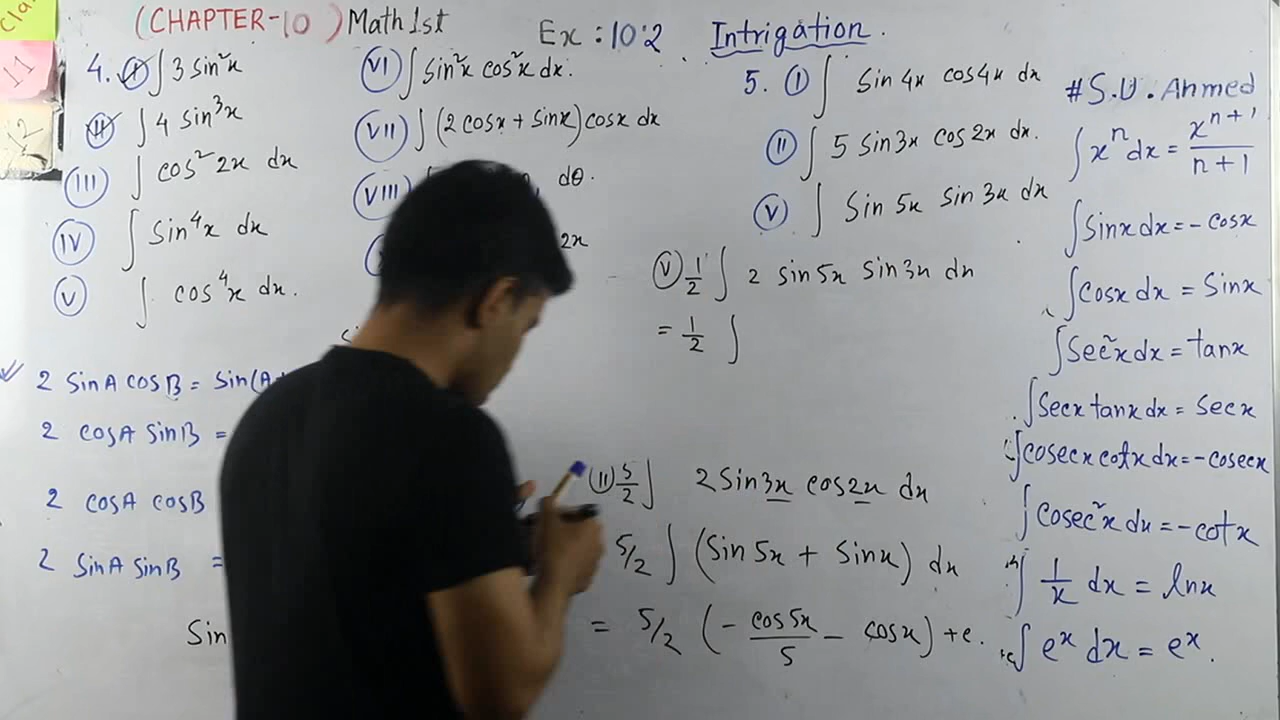 (CHAPTER-10) Math 1st
Ex : 10.2 Intrigation.
11
12
4. (I) ∫ 3 sin²x
(II) ∫ 4 sin³x
(III) ∫ cos² 2x dx
(IV) ∫ sin⁴x dx
(V) ∫ cos⁴x dx.
(VI) ∫ sin²x cos²x dx.
(VII) ∫ (2 cosx + sinx) cosx dx
(VIII) dθ.
2x
5. (I) ∫ sin 4x cos4x dx
(II) ∫ 5 sin3x cos 2x dx.
(V) ∫ sin 5x sin 3x dx
(V) 1/2 ∫ 2 sin5x sin3x dx
= 1/2 ∫
2 sinA cosB = sin(A+
2 cosA sinB =
2 cosA cosB
2 sinA sinB =
Sin
(II) 5/2 ∫ 2 sin3x cos2x dx
5/2 ∫ (sin 5x + sinx) dx
= 5/2 (- cos5x/5 - cosx) + c.
#S.U.Ahmed
∫ xⁿ dx = xⁿ⁺¹/n+1
∫ sinx dx = - cosx
∫ cosx dx = sinx
∫ sec²x dx = tanx
∫ secx tanx dx = secx
∫ cosecx cotx dx = -cosecx
∫ cosec²x dx = -cotx
∫ 1/x dx = lnx
∫ eˣ dx = eˣ.